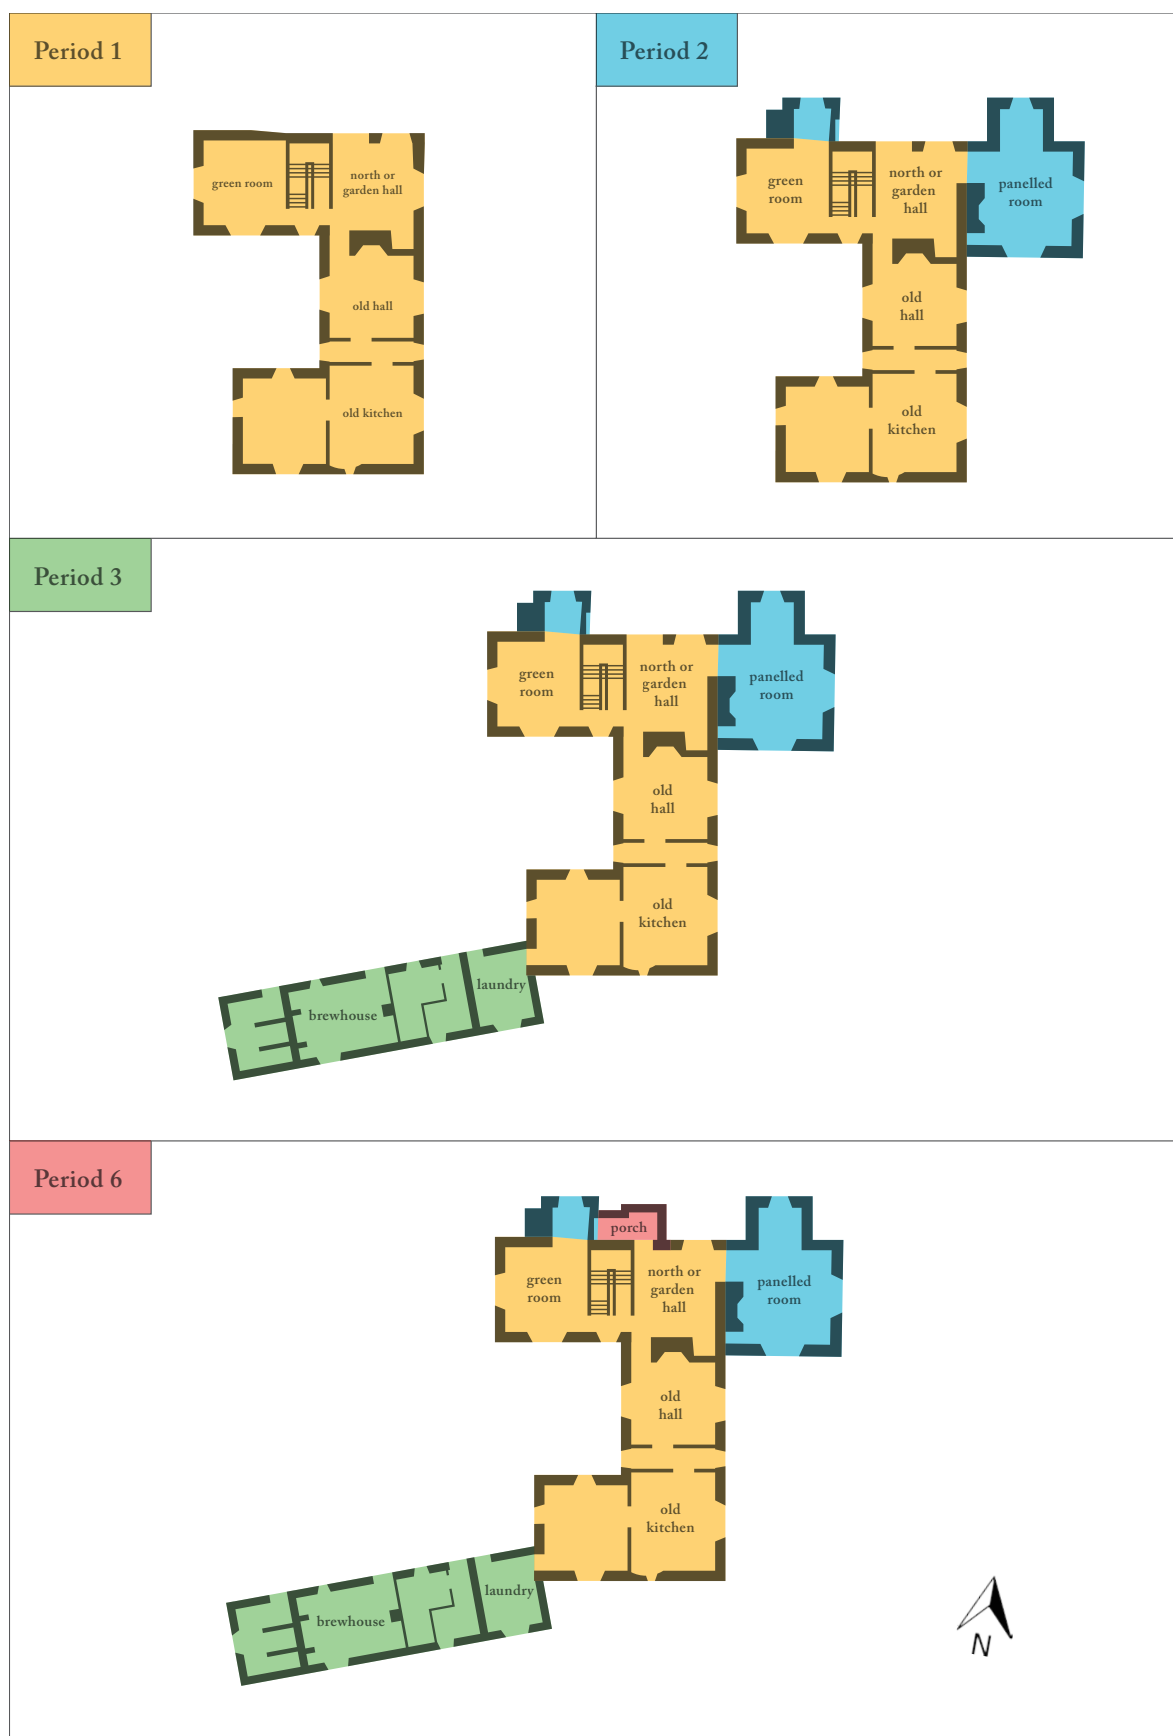 Period 1
green room
north or
garden hall
old hall
old kitchen
Period 2
green
room
north or
garden
hall
panelled
room
old
hall
old
kitchen
Period 3
green
room
north or
garden
hall
panelled
room
old
hall
old
kitchen
laundry
brewhouse
Period 6
porch
green
room
north or
garden
hall
panelled
room
old
hall
old
kitchen
laundry
brewhouse
N